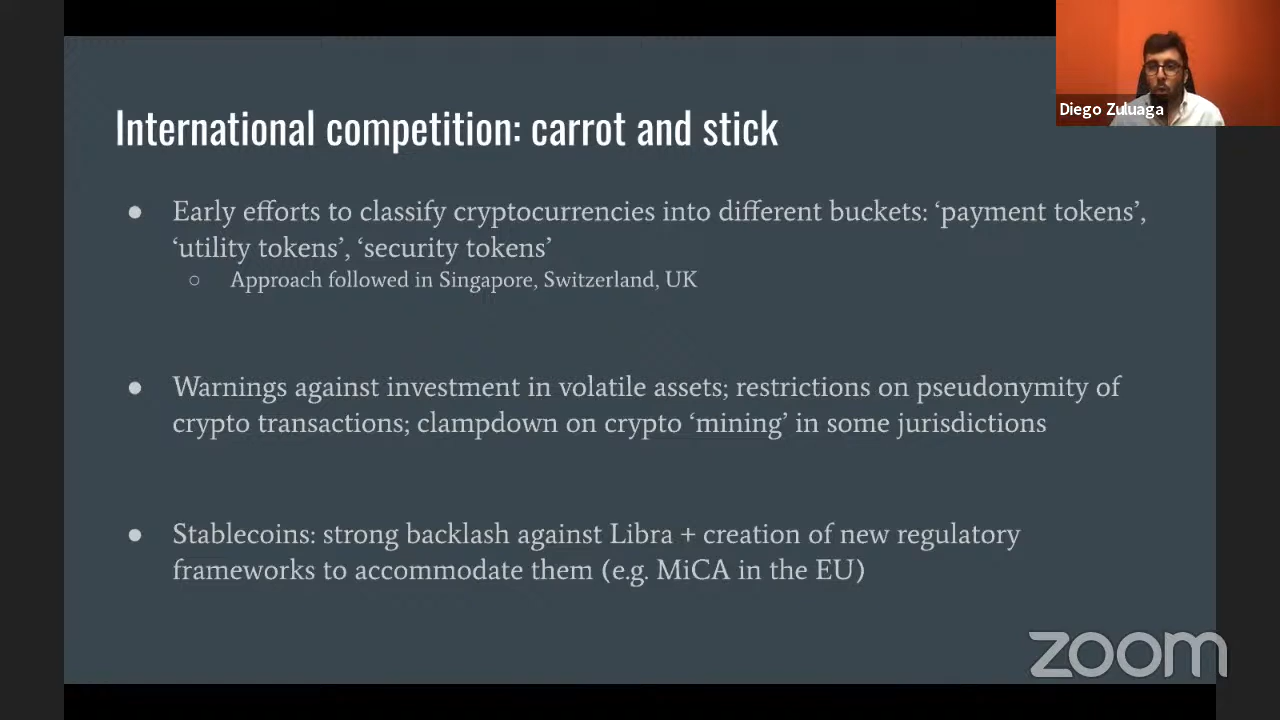 Diego Zuluaga
International competition: carrot and stick
● Early efforts to classify cryptocurrencies into different buckets: ‘payment tokens’,
‘utility tokens’, ‘security tokens’
○ Approach followed in Singapore, Switzerland, UK
● Warnings against investment in volatile assets; restrictions on pseudonymity of
crypto transactions; clampdown on crypto ‘mining’ in some jurisdictions
● Stablecoins: strong backlash against Libra + creation of new regulatory
frameworks to accommodate them (e.g. MiCA in the EU)
zoom